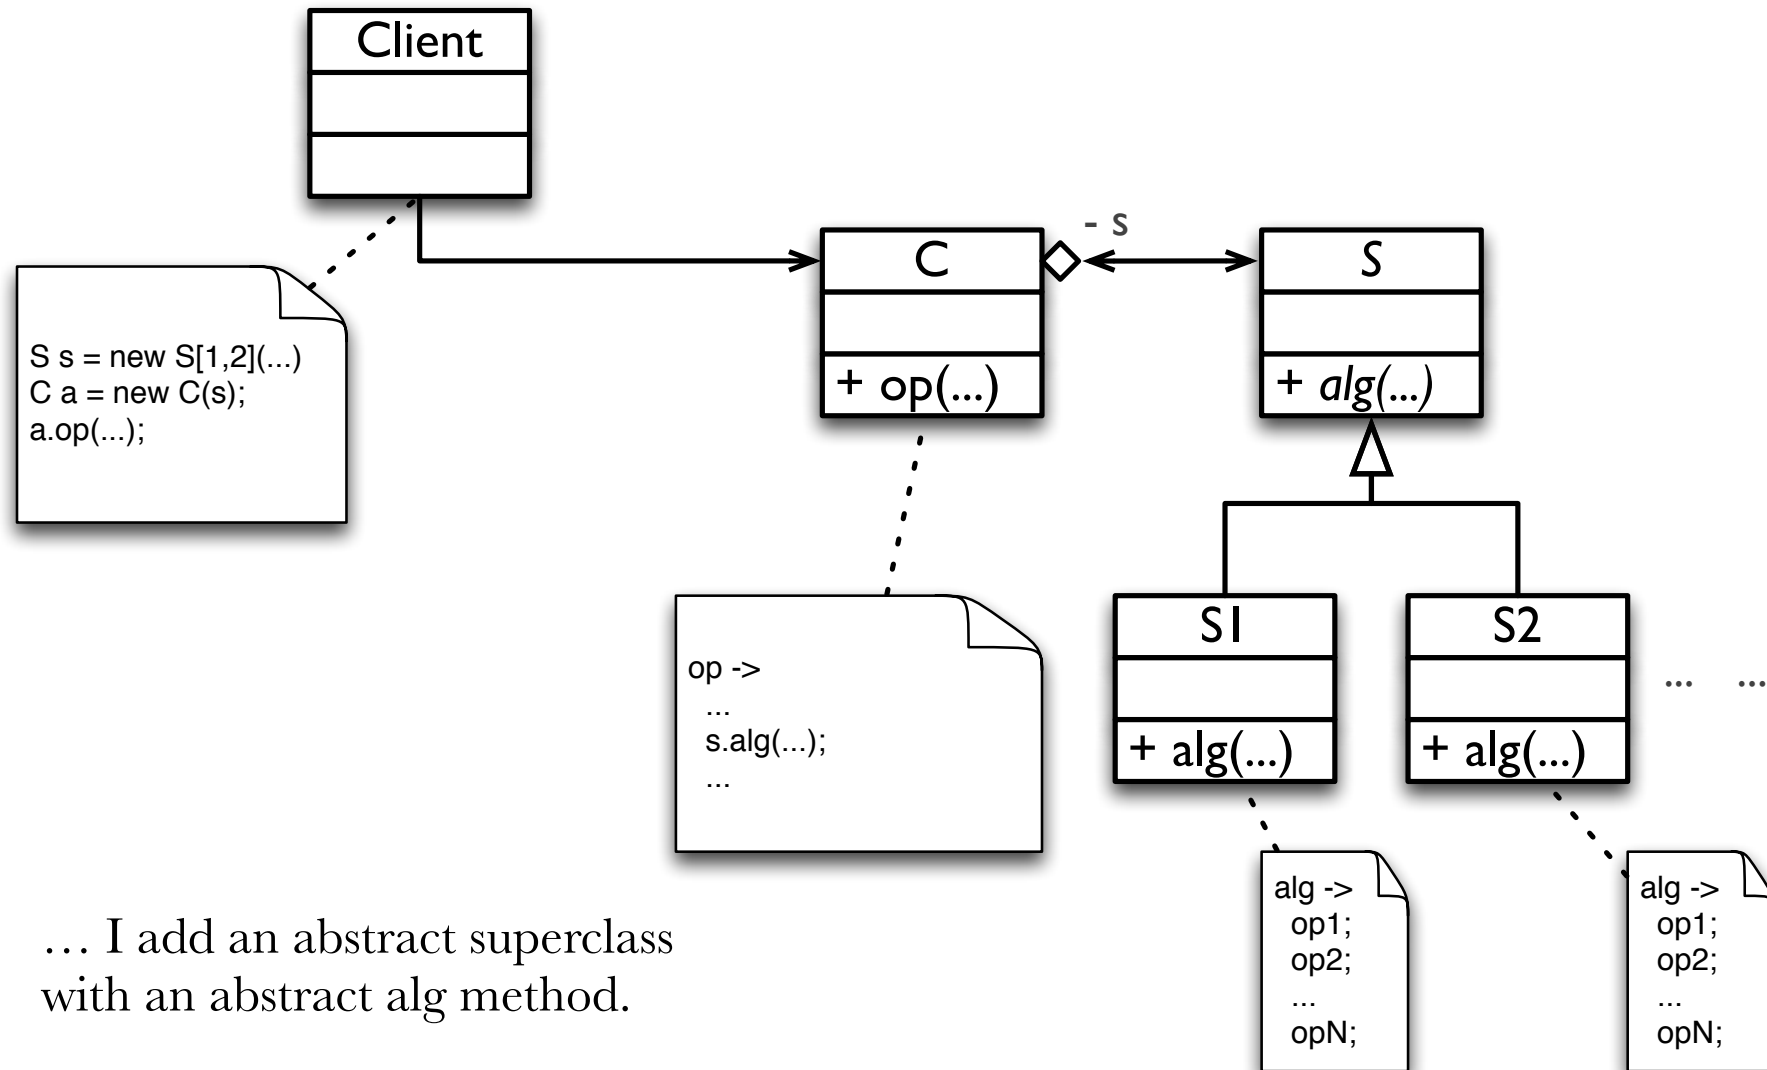 Client
- s
C
S
+ op(...)
+ alg(...)
S s = new S[1,2](...)
C a = new C(s);
a.op(...);
op ->
...
s.alg(...);
...
S1
S2
... ...
+ alg(...)
+ alg(...)
alg ->
op1;
op2;
...
opN;
alg ->
op1;
op2;
...
opN;
… I add an abstract superclass
with an abstract alg method.